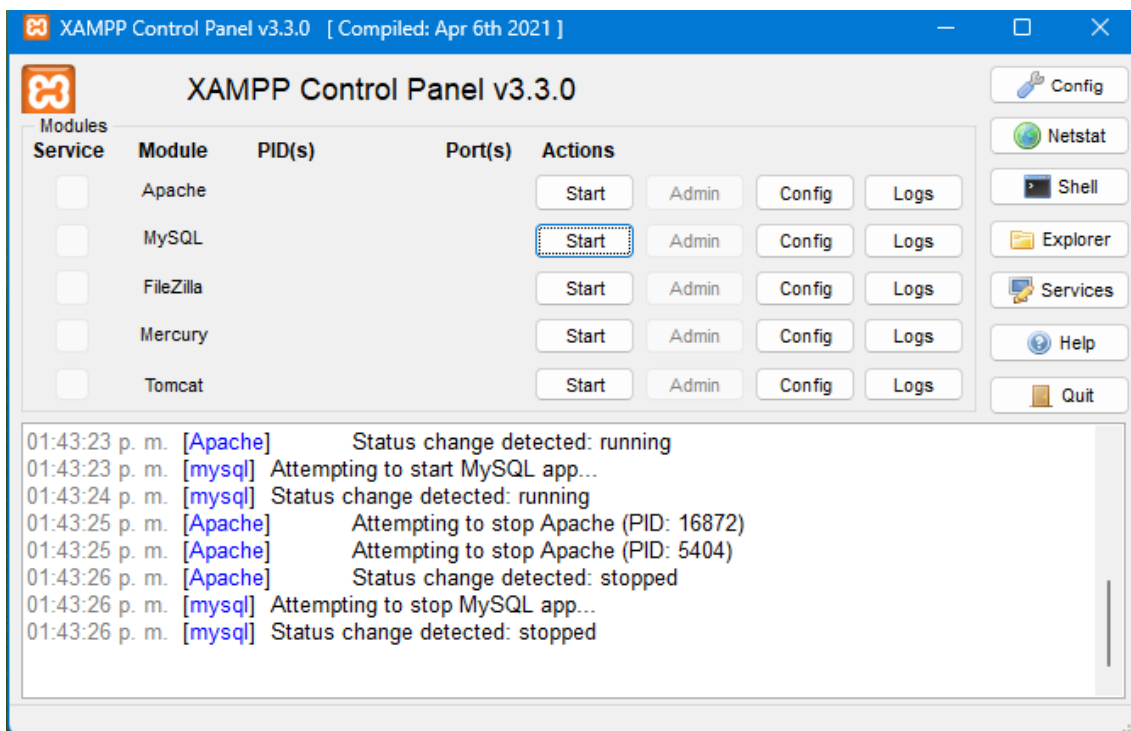 XAMPP Control Panel v3.3.0 [ Compiled: Apr 6th 2021 ]
XAMPP Control Panel v3.3.0
Config
Modules
Netstat
Service Module PID(s) Port(s) Actions
Apache Start Admin Config Logs
Shell
MySQL Start Admin Config Logs
Explorer
FileZilla Start Admin Config Logs
Services
Mercury Start Admin Config Logs
Help
Tomcat Start Admin Config Logs
Quit
01:43:23 p. m. [Apache] Status change detected: running
01:43:23 p. m. [mysql] Attempting to start MySQL app...
01:43:24 p. m. [mysql] Status change detected: running
01:43:25 p. m. [Apache] Attempting to stop Apache (PID: 16872)
01:43:25 p. m. [Apache] Attempting to stop Apache (PID: 5404)
01:43:26 p. m. [Apache] Status change detected: stopped
01:43:26 p. m. [mysql] Attempting to stop MySQL app...
01:43:26 p. m. [mysql] Status change detected: stopped